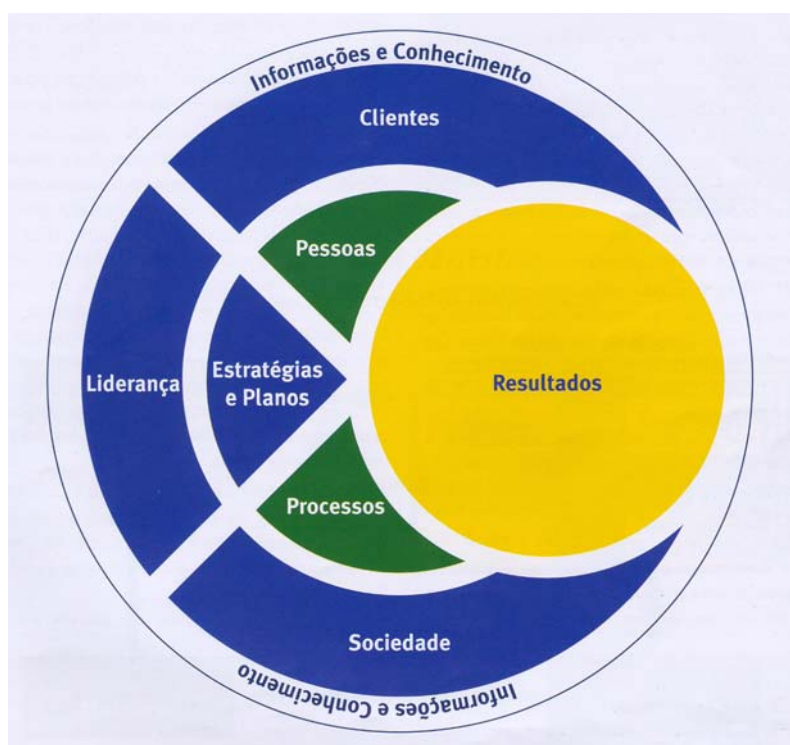 Informações e Conhecimento
Clientes
Pessoas
Liderança
Estratégias
e Planos
Resultados
Processos
Sociedade
Informações e Conhecimento